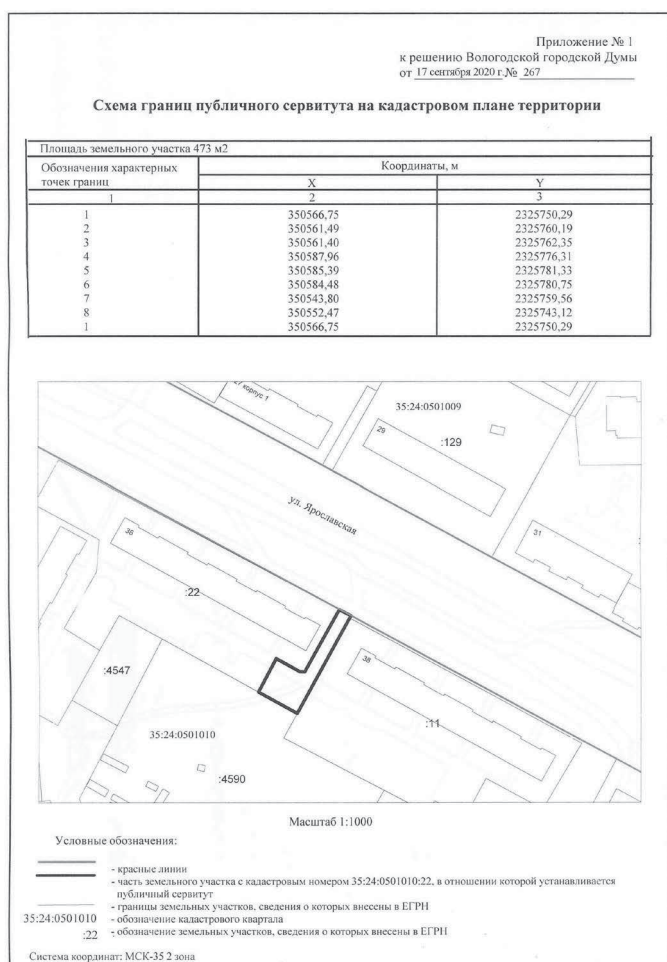 Приложение № 1
к решению Вологодской городской Думы
от 17 сентября 2020 г.№ 267
Схема границ публичного сервитута на кадастровом плане территории
Площадь земельного участка 473 м2
Обозначения характерных точек границ Координаты, м
X Y
1 2 3
1 350566,75 2325750,29
2 350561,49 2325760,19
3 350561,40 2325762,35
4 350587,96 2325776,31
5 350585,39 2325781,33
6 350584,48 2325780,75
7 350543,80 2325759,56
8 350552,47 2325743,12
1 350566,75 2325750,29
27 корпус 1
35:24:0501009
29
:129
ул. Ярославская
31
36
:22
38
:4547
:11
35:24:0501010
:4590
Масштаб 1:1000
Условные обозначения:
- красные линии
- часть земельного участка с кадастровым номером 35:24:0501010:22, в отношении которой устанавливается
публичный сервитут
- границы земельных участков, сведения о которых внесены в ЕГРН
35:24:0501010 - обозначение кадастрового квартала
:22 - обозначение земельных участков, сведения о которых внесены в ЕГРН
Система координат: МСК-35 2 зона